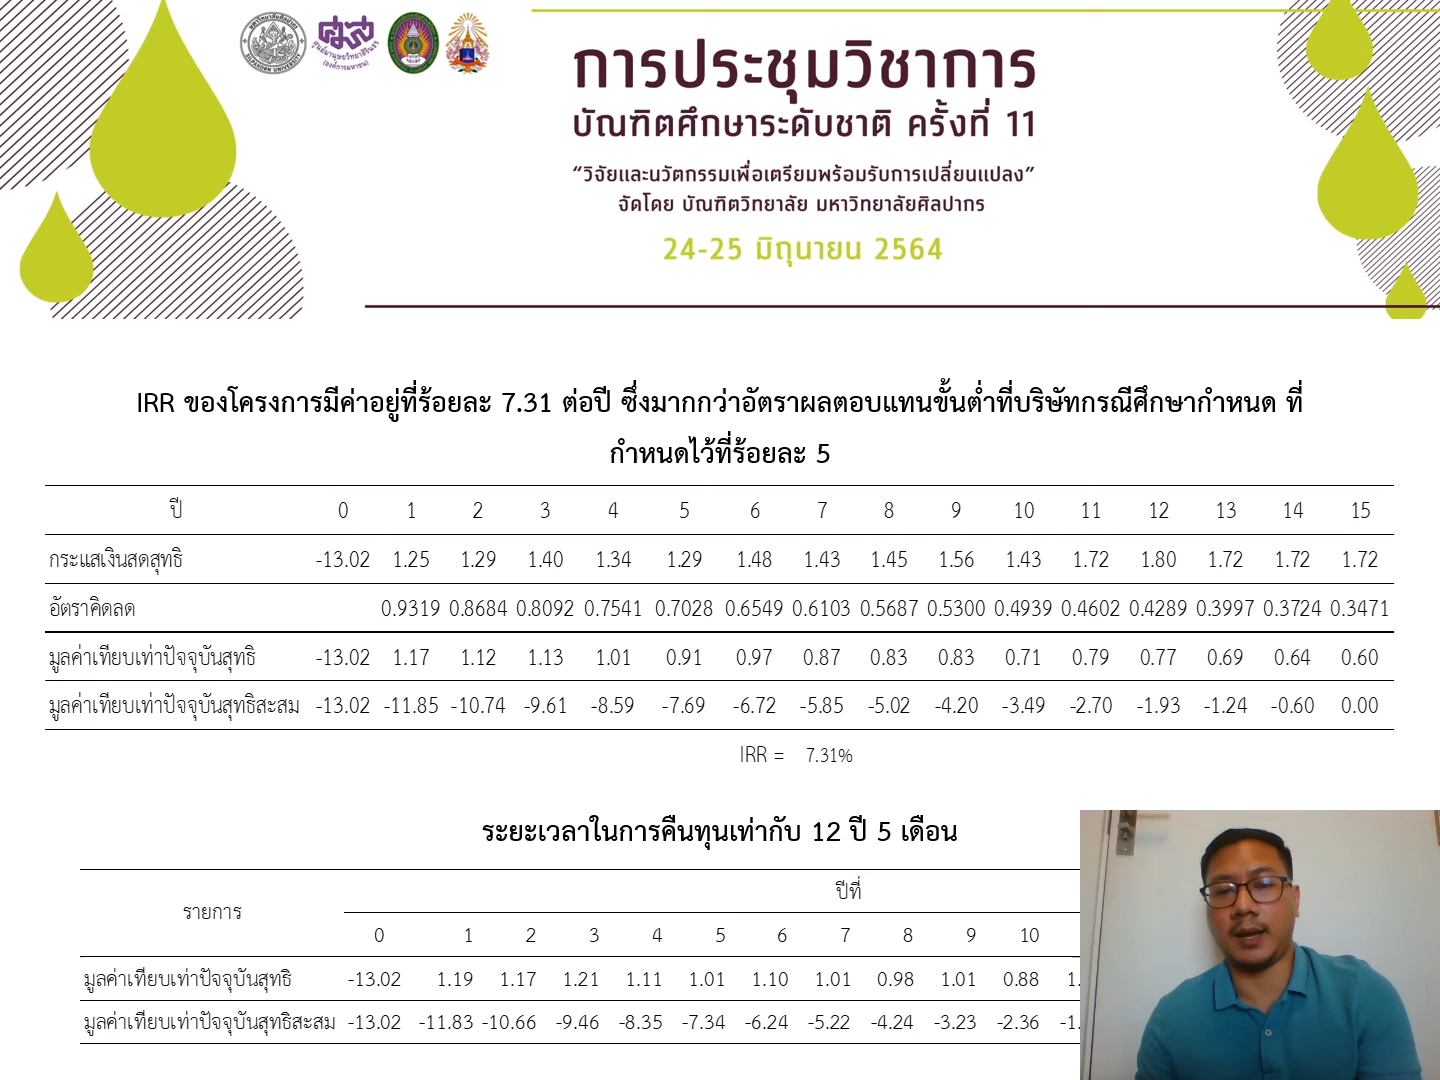 การประชุมวิชาการ
บัณฑิตศึกษาระดับชาติ ครั้งที่ 11
“วิจัยและนวัตกรรมเพื่อเตรียมพร้อมรับการเปลี่ยนแปลง”
จัดโดย บัณฑิตวิทยาลัย มหาวิทยาลัยศิลปากร
24-25 มิถุนายน 2564
IRR ของโครงการมีค่าอยู่ที่ร้อยละ 7.31 ต่อปี ซึ่งมากกว่าอัตราผลตอบแทนขั้นต่ำที่บริษัทกรณีศึกษากำหนด ที่
กำหนดไว้ที่ร้อยละ 5
ปี 0 1 2 3 4 5 6 7 8 9 10 11 12 13 14 15
กระแสเงินสดสุทธิ -13.02 1.25 1.29 1.40 1.34 1.29 1.48 1.43 1.45 1.56 1.43 1.72 1.80 1.72 1.72 1.72
อัตราคิดลด 0.9319 0.8684 0.8092 0.7541 0.7028 0.6549 0.6103 0.5687 0.5300 0.4939 0.4602 0.4289 0.3997 0.3724 0.3471
มูลค่าเทียบเท่าปัจจุบันสุทธิ -13.02 1.17 1.12 1.13 1.01 0.91 0.97 0.87 0.83 0.83 0.71 0.79 0.77 0.69 0.64 0.60
มูลค่าเทียบเท่าปัจจุบันสุทธิสะสม -13.02 -11.85 -10.74 -9.61 -8.59 -7.69 -6.72 -5.85 -5.02 -4.20 -3.49 -2.70 -1.93 -1.24 -0.60 0.00
IRR = 7.31%
ระยะเวลาในการคืนทุนเท่ากับ 12 ปี 5 เดือน
รายการ ปีที่
0 1 2 3 4 5 6 7 8 9 10
มูลค่าเทียบเท่าปัจจุบันสุทธิ -13.02 1.19 1.17 1.21 1.11 1.01 1.10 1.01 0.98 1.01 0.88
มูลค่าเทียบเท่าปัจจุบันสุทธิสะสม -13.02 -11.83 -10.66 -9.46 -8.35 -7.34 -6.24 -5.22 -4.24 -3.23 -2.36